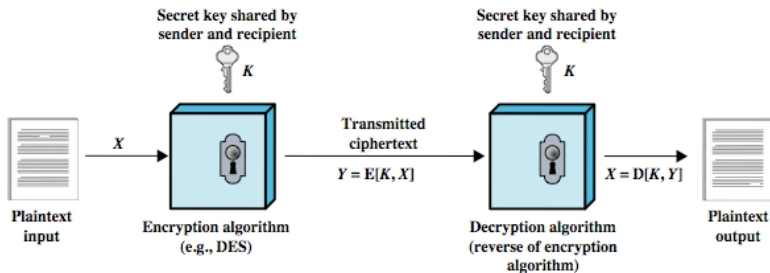 Secret key shared by
sender and recipient
K
Secret key shared by
sender and recipient
K
X
Transmitted
ciphertext
Y = E[K, X]
X = D[K, Y]
Plaintext
input
Encryption algorithm
(e.g., DES)
Decryption algorithm
(reverse of encryption
algorithm)
Plaintext
output